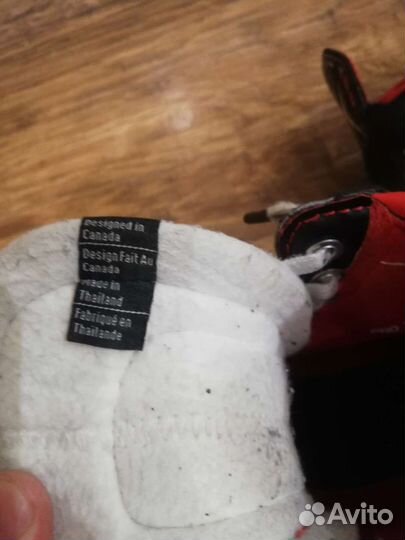 Designed in
Canada
Design Fait Au
Canada
Made in
Thailand
Fabriqué en
Thaïlande
Avito